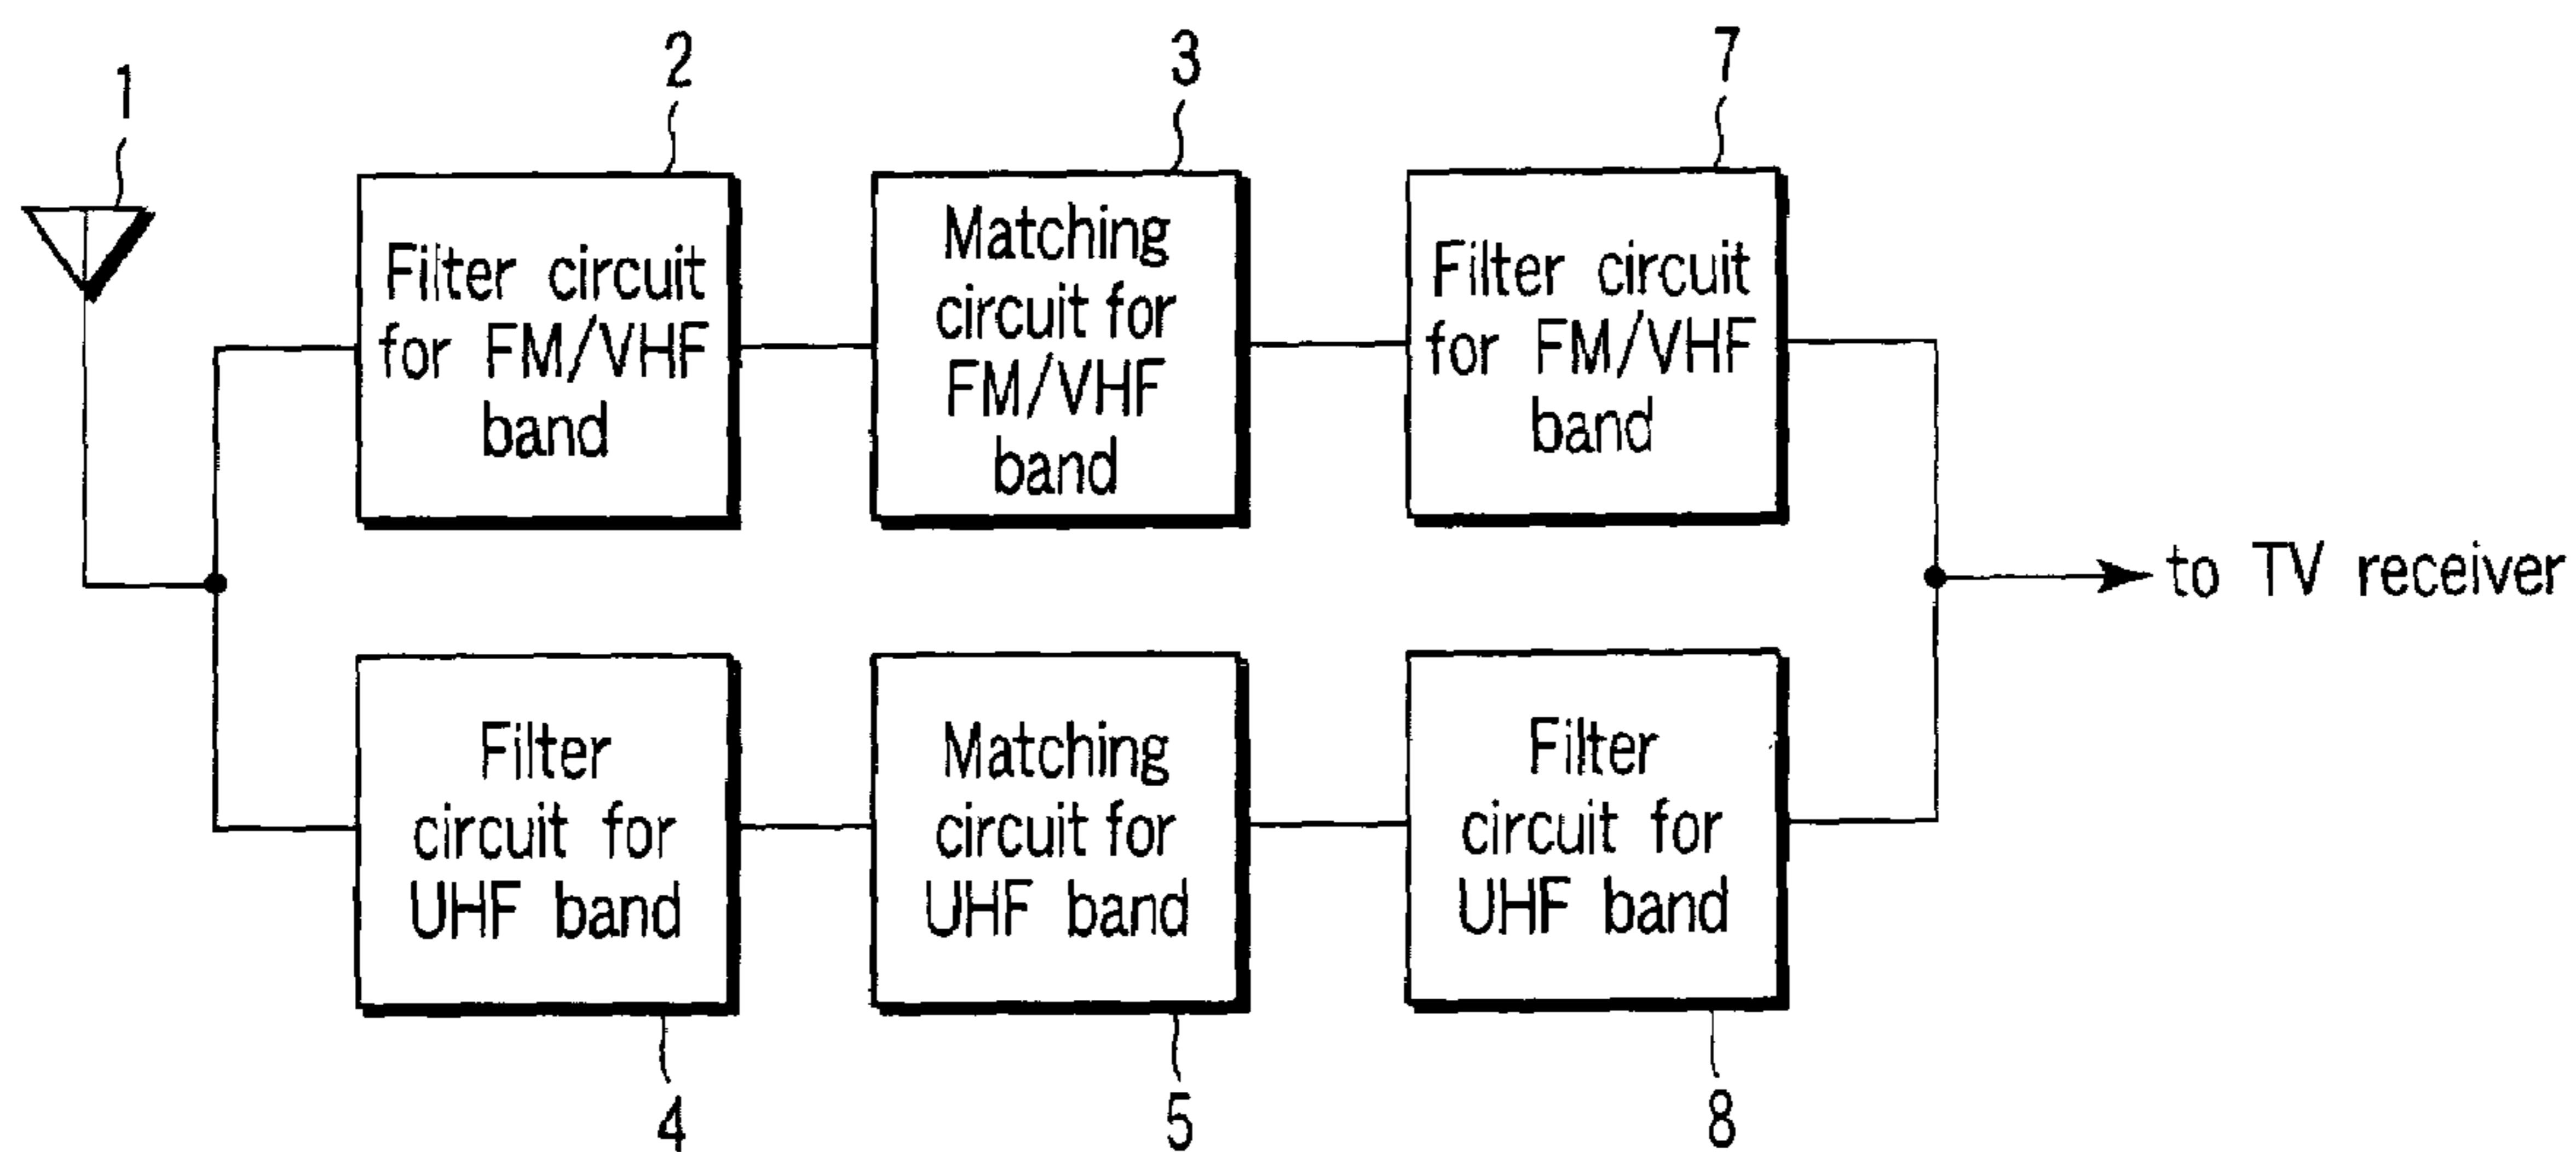 1
2
3
7
Filter circuit
for FM/VHF
band
Matching
circuit for
FM/VHF
band
Filter circuit
for FM/VHF
band
to TV receiver
Filter
circuit for
UHF band
Matching
circuit for
UHF band
Filter
circuit for
UHF band
4
5
8